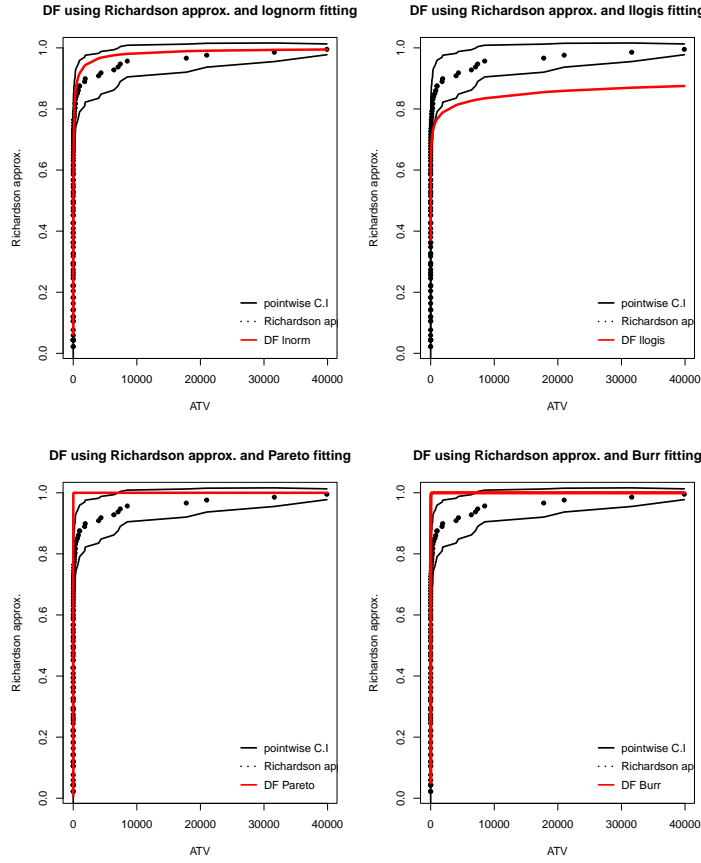 DF using Richardson approx. and lognorm fitting
Richardson approx.
1.0
0.8
0.6
0.4
0.2
0.0
pointwise C.I
Richardson ap
DF lnorm
0 10000 20000 30000 40000
ATV
DF using Richardson approx. and llogis fitting
Richardson approx.
1.0
0.8
0.6
0.4
0.2
0.0
pointwise C.I
Richardson ap
DF llogis
0 10000 20000 30000 40000
ATV
DF using Richardson approx. and Pareto fitting
Richardson approx.
1.0
0.8
0.6
0.4
0.2
0.0
pointwise C.I
Richardson ap
DF Pareto
0 10000 20000 30000 40000
ATV
DF using Richardson approx. and Burr fitting
Richardson approx.
1.0
0.8
0.6
0.4
0.2
0.0
pointwise C.I
Richardson ap
DF Burr
0 10000 20000 30000 40000
ATV